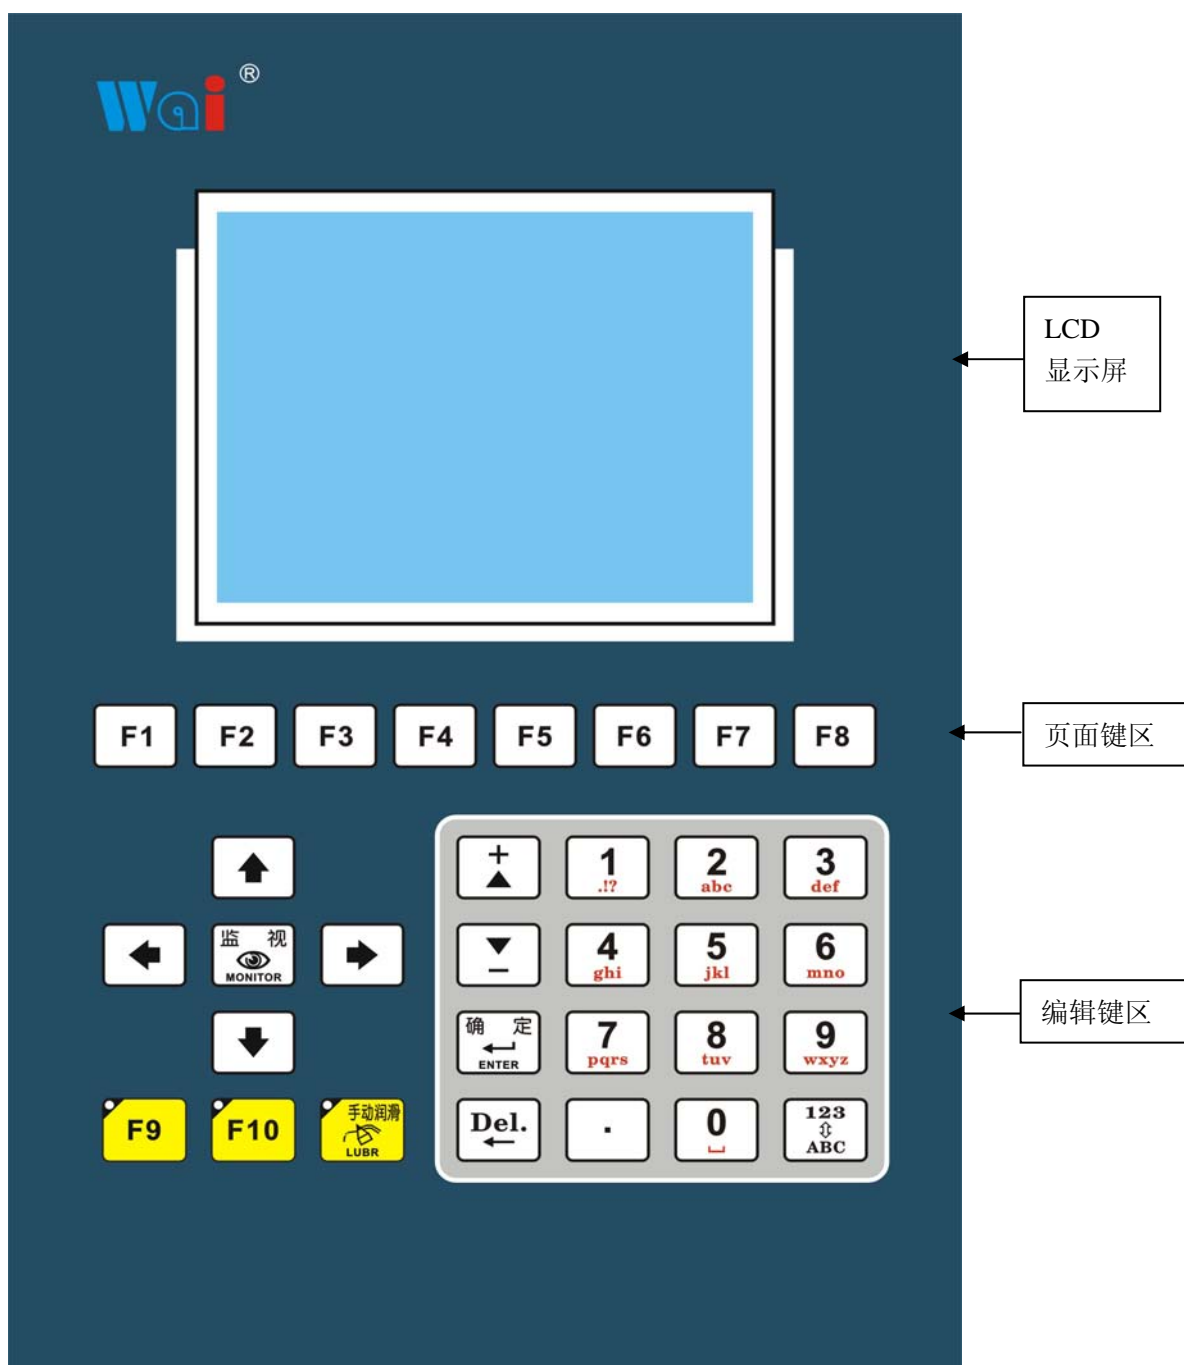 Wai ®
LCD
显示屏
F1 F2 F3 F4 F5 F6 F7 F8
页面键区
+ 1 2 3
.!? abc def
监 视
MONITOR
4 5 6
− ghi jkl mno
编辑键区
确 定
ENTER
7 8 9
pqrs tuv wxyz
F9 F10 手动润滑
LUBR
Del. . 0 123
ABC